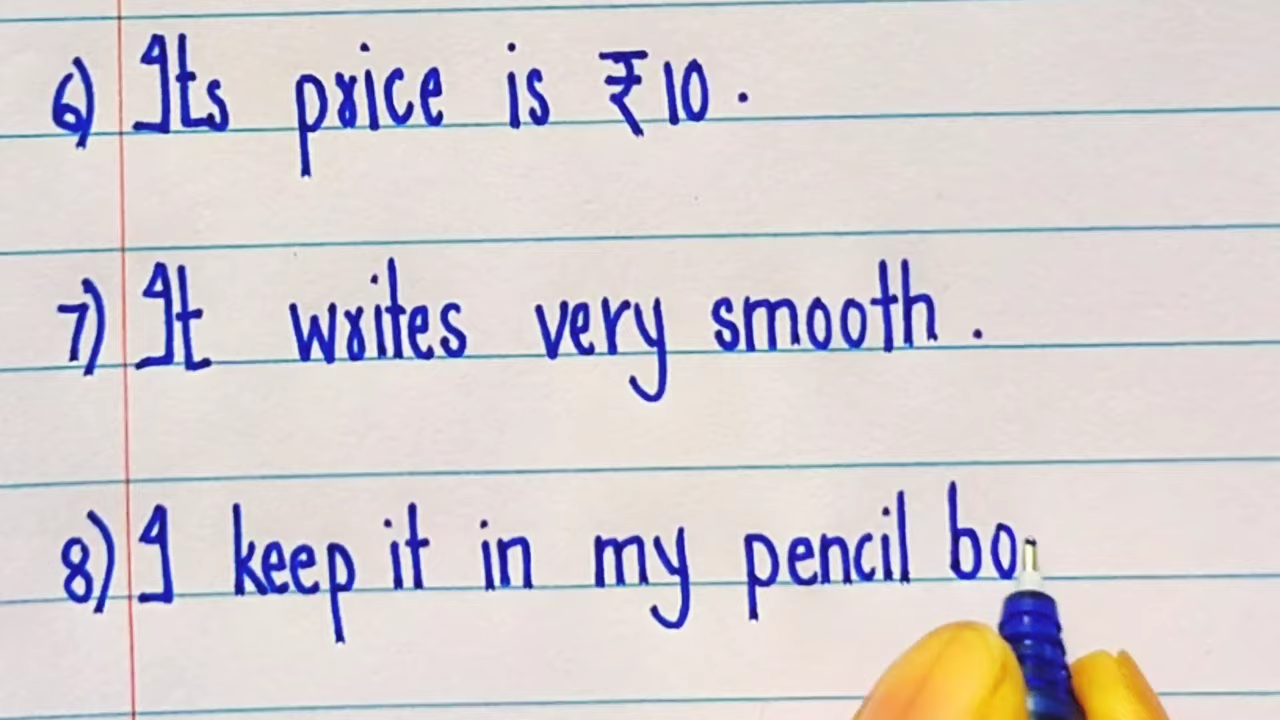 6) Its price is ₹10.
7) It writes very smooth.
8) I keep it in my pencil bo